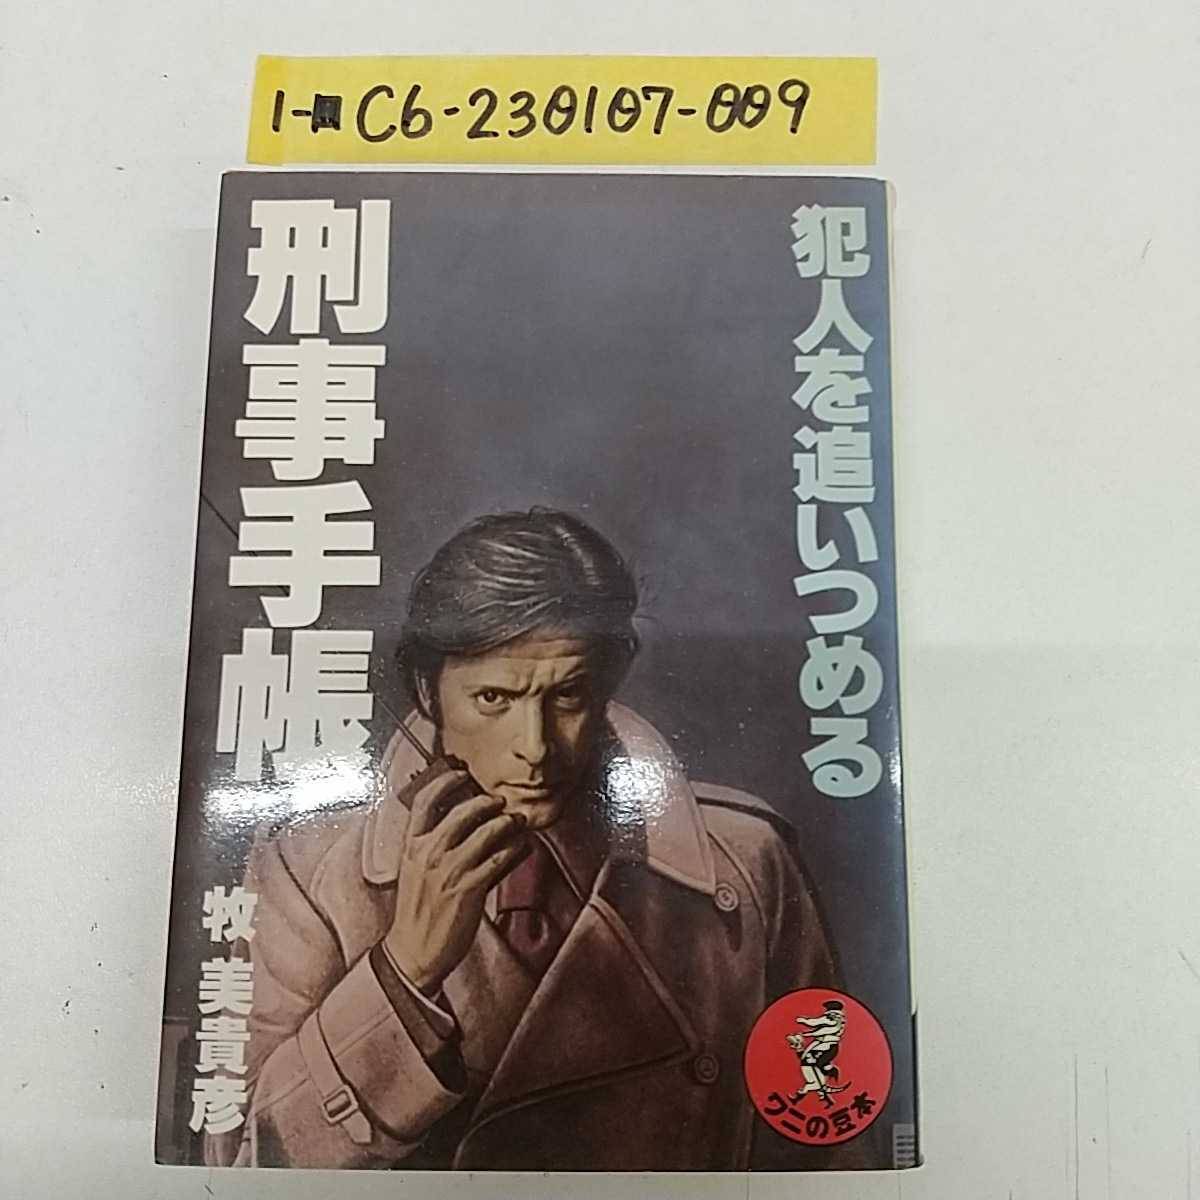 1-■ C6-230107-009
犯人を追いつめる
刑事手帳
牧 美貴彦
ワニの豆本